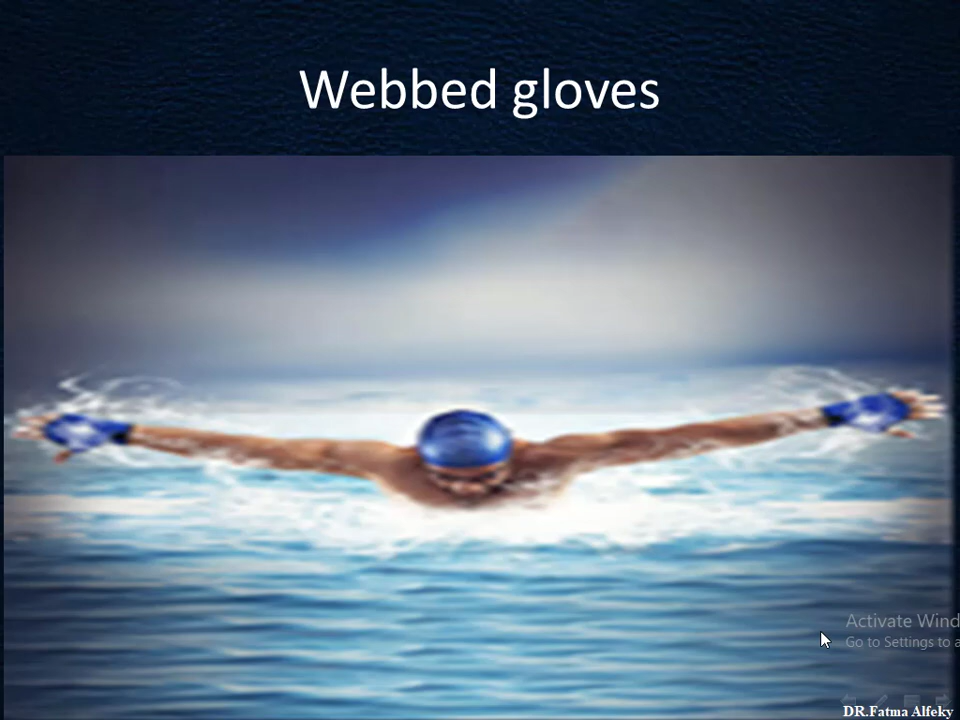 Webbed gloves
Activate Wind
Go to Settings to a
DR.Fatma Alfeky